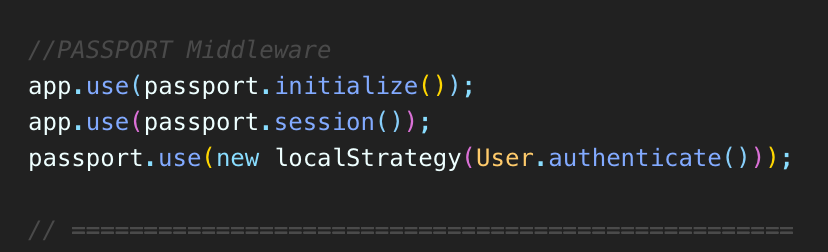 //PASSPORT Middleware
app.use(passport.initialize());
app.use(passport.session());
passport.use(new localStrategy(User.authenticate()));
// ==================================================